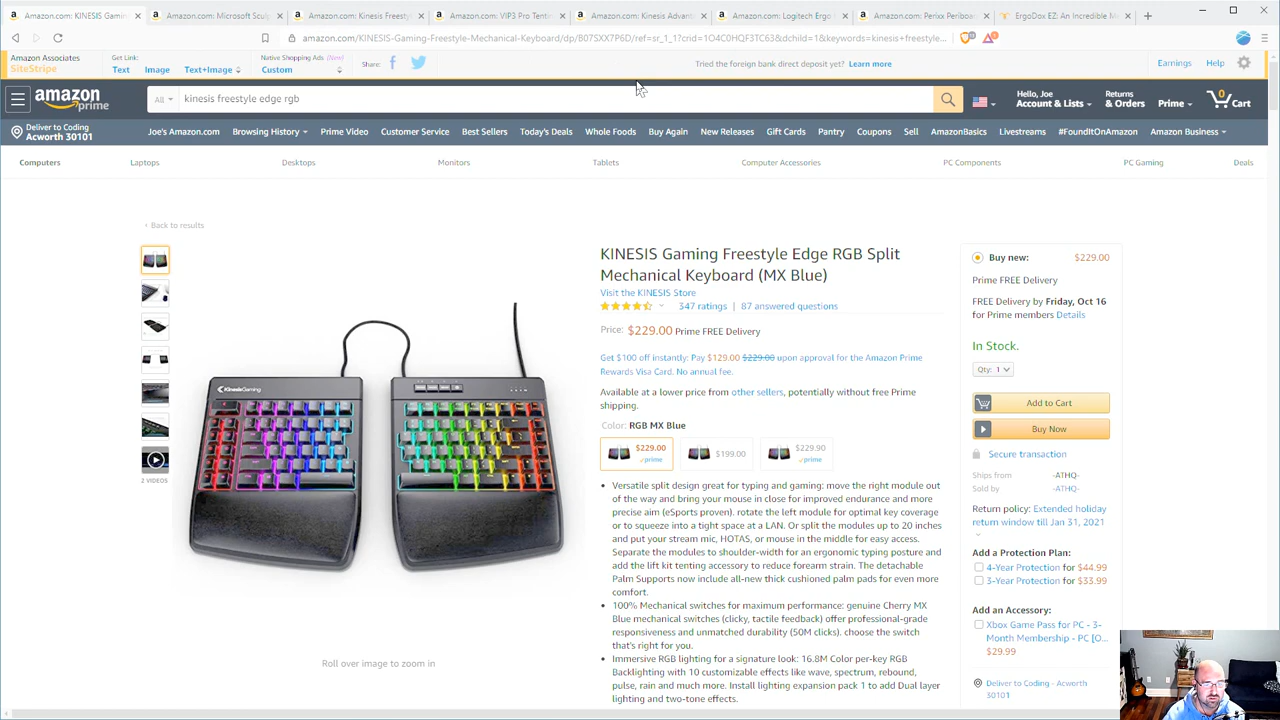 Amazon.com: KINESIS Gami
Amazon.com: Microsoft Sculp
Amazon.com: Kinesis Freesty
Amazon.com: VIP3 Pro Tenti
Amazon.com: Kinesis Advant
Amazon.com: Logitech Ergo
Amazon.com: Perixx Periboa
ErgoDox EZ: An Incredible M
amazon.com/KINESIS-Gaming-Freestyle-Mechanical-Keyboard/dp/B07SXX7P6D/ref=sr_1_1?crid=1O4C0HQF3TC63&dchild=1&keywords=kinesis+freestyle...
Amazon Associates
SiteStripe
Get Link:
Text
Image
Text+Image
Native Shopping Ads (New)
Custom
Share:
Tried the foreign bank direct deposit yet? Learn more
Earnings
Help
amazon prime
All
kinesis freestyle edge rgb
Hello, Joe
Account & Lists
Returns
& Orders
Prime
0
Cart
Deliver to Coding
Acworth 30101
Joe's Amazon.com
Browsing History
Prime Video
Customer Service
Best Sellers
Today's Deals
Whole Foods
Buy Again
New Releases
Gift Cards
Pantry
Coupons
Sell
AmazonBasics
Livestreams
#FoundItOnAmazon
Amazon Business
Computers
Laptops
Desktops
Monitors
Tablets
Computer Accessories
PC Components
PC Gaming
Deals
‹ Back to results
KinesisGaming
2 VIDEOS
Roll over image to zoom in
KINESIS Gaming Freestyle Edge RGB Split
Mechanical Keyboard (MX Blue)
Visit the KINESIS Store
347 ratings | 87 answered questions
Price: $229.00 Prime FREE Delivery
Get $100 off instantly: Pay $129.00 $229.00 upon approval for the Amazon Prime
Rewards Visa Card. No annual fee.
Available at a lower price from other sellers, potentially without free Prime
shipping.
Color: RGB MX Blue
$229.00
prime
$199.00
$229.90
prime
• Versatile split design great for typing and gaming: move the right module out
of the way and bring your mouse in close for improved endurance and more
precise aim (eSports proven). rotate the left module for optimal key coverage
or to squeeze into a tight space at a LAN. Or split the modules up to 20 inches
and put your stream mic, HOTAS, or mouse in the middle for easy access.
Separate the modules to shoulder-width for an ergonomic typing posture and
add the lift kit tenting accessory to reduce forearm strain. The detachable
Palm Supports now include all-new thick cushioned palm pads for even more
comfort.
• 100% Mechanical switches for maximum performance: genuine Cherry MX
Blue mechanical switches (clicky, tactile feedback) offer professional-grade
responsiveness and unmatched durability (50M clicks). choose the switch
that's right for you.
• Immersive RGB lighting for a signature look: 16.8M Color per-key RGB
Backlighting with 10 customizable effects like wave, spectrum, rebound,
pulse, rain and much more. Install lighting expansion pack 1 to add Dual layer
lighting and two-tone effects.
Buy new:
$229.00
Prime FREE Delivery
FREE Delivery by Friday, Oct 16
for Prime members Details
In Stock.
Qty: 1
Add to Cart
Buy Now
Secure transaction
Ships from -ATHQ-
Sold by -ATHQ-
Return policy: Extended holiday
return window till Jan 31, 2021
Add a Protection Plan:
4-Year Protection for $44.99
3-Year Protection for $33.99
Add an Accessory:
Xbox Game Pass for PC - 3-
Month Membership - PC [O...
$29.99
Deliver to Coding - Acworth
30101